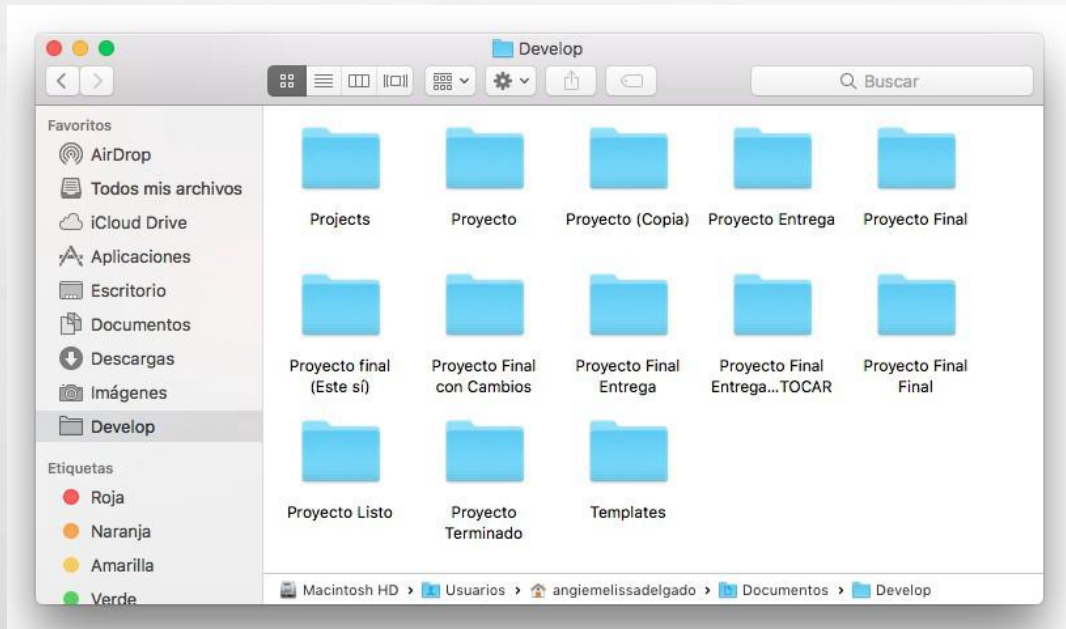 Develop
Buscar
Favoritos
AirDrop
Todos mis archivos
iCloud Drive
Aplicaciones
Escritorio
Documentos
Descargas
Imágenes
Develop
Etiquetas
Roja
Naranja
Amarilla
Verde
Projects
Proyecto
Proyecto (Copia)
Proyecto Entrega
Proyecto Final
Proyecto final
(Este sí)
Proyecto Final
con Cambios
Proyecto Final
Entrega
Proyecto Final
Entrega...TOCAR
Proyecto Final
Final
Proyecto Listo
Proyecto
Terminado
Templates
Macintosh HD › Usuarios › angiemelissadelgado › Documentos › Develop